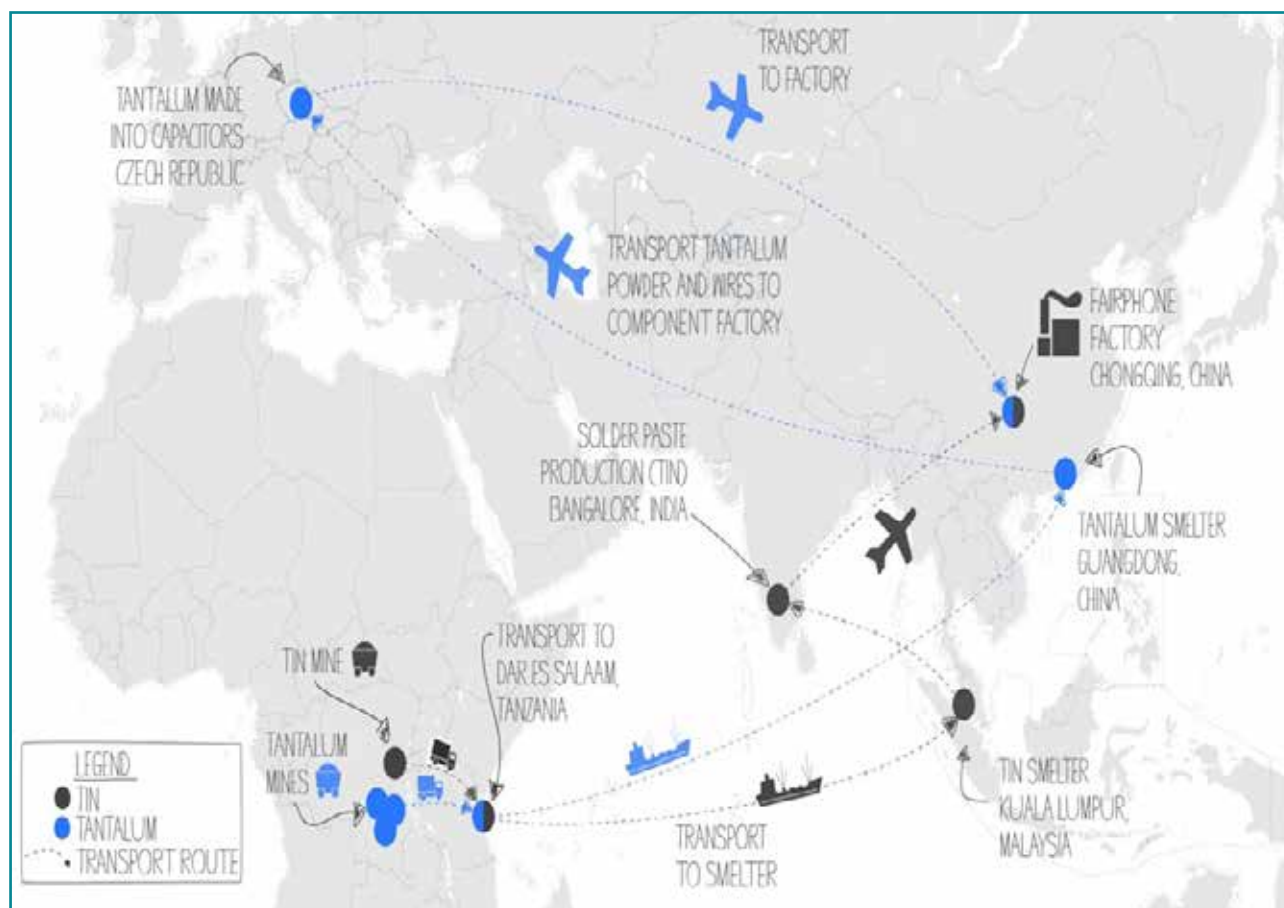 TRANSPORT
TO FACTORY
TANTALUM MADE
INTO CAPACITORS
CZECH REPUBLIC
TRANSPORT TANTALUM
POWDER AND WIRES TO
COMPONENT FACTORY
FAIRPHONE
FACTORY
CHONGQING, CHINA
SOLDER PASTE
PRODUCTION (TIN)
BANGALORE, INDIA
TANTALUM SMELTER
GUANGDONG,
CHINA
TIN MINE
TRANSPORT TO
DAR ES SALAAM,
TANZANIA
TANTALUM
MINES
TIN SMELTER
KUALA LUMPUR,
MALAYSIA
TRANSPORT
TO SMELTER
LEGEND
TIN
TANTALUM
TRANSPORT ROUTE